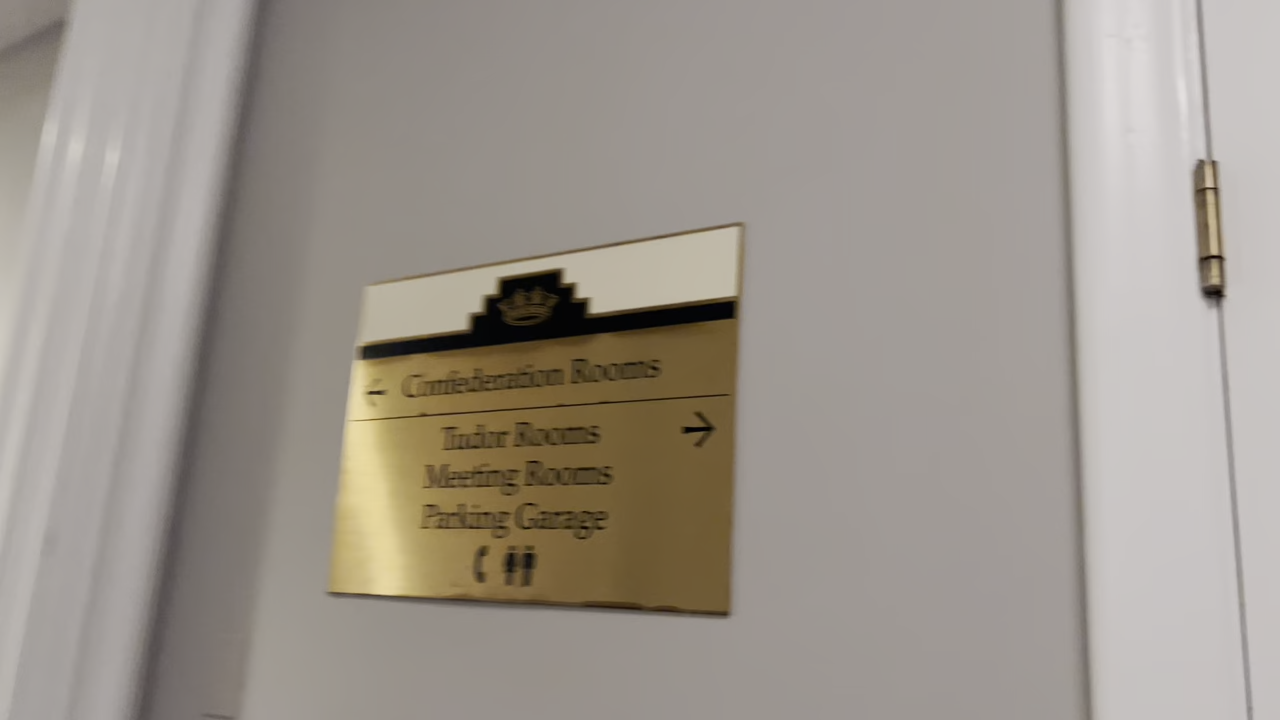 ← Confederation Rooms
Tudor Rooms →
Meeting Rooms
Parking Garage